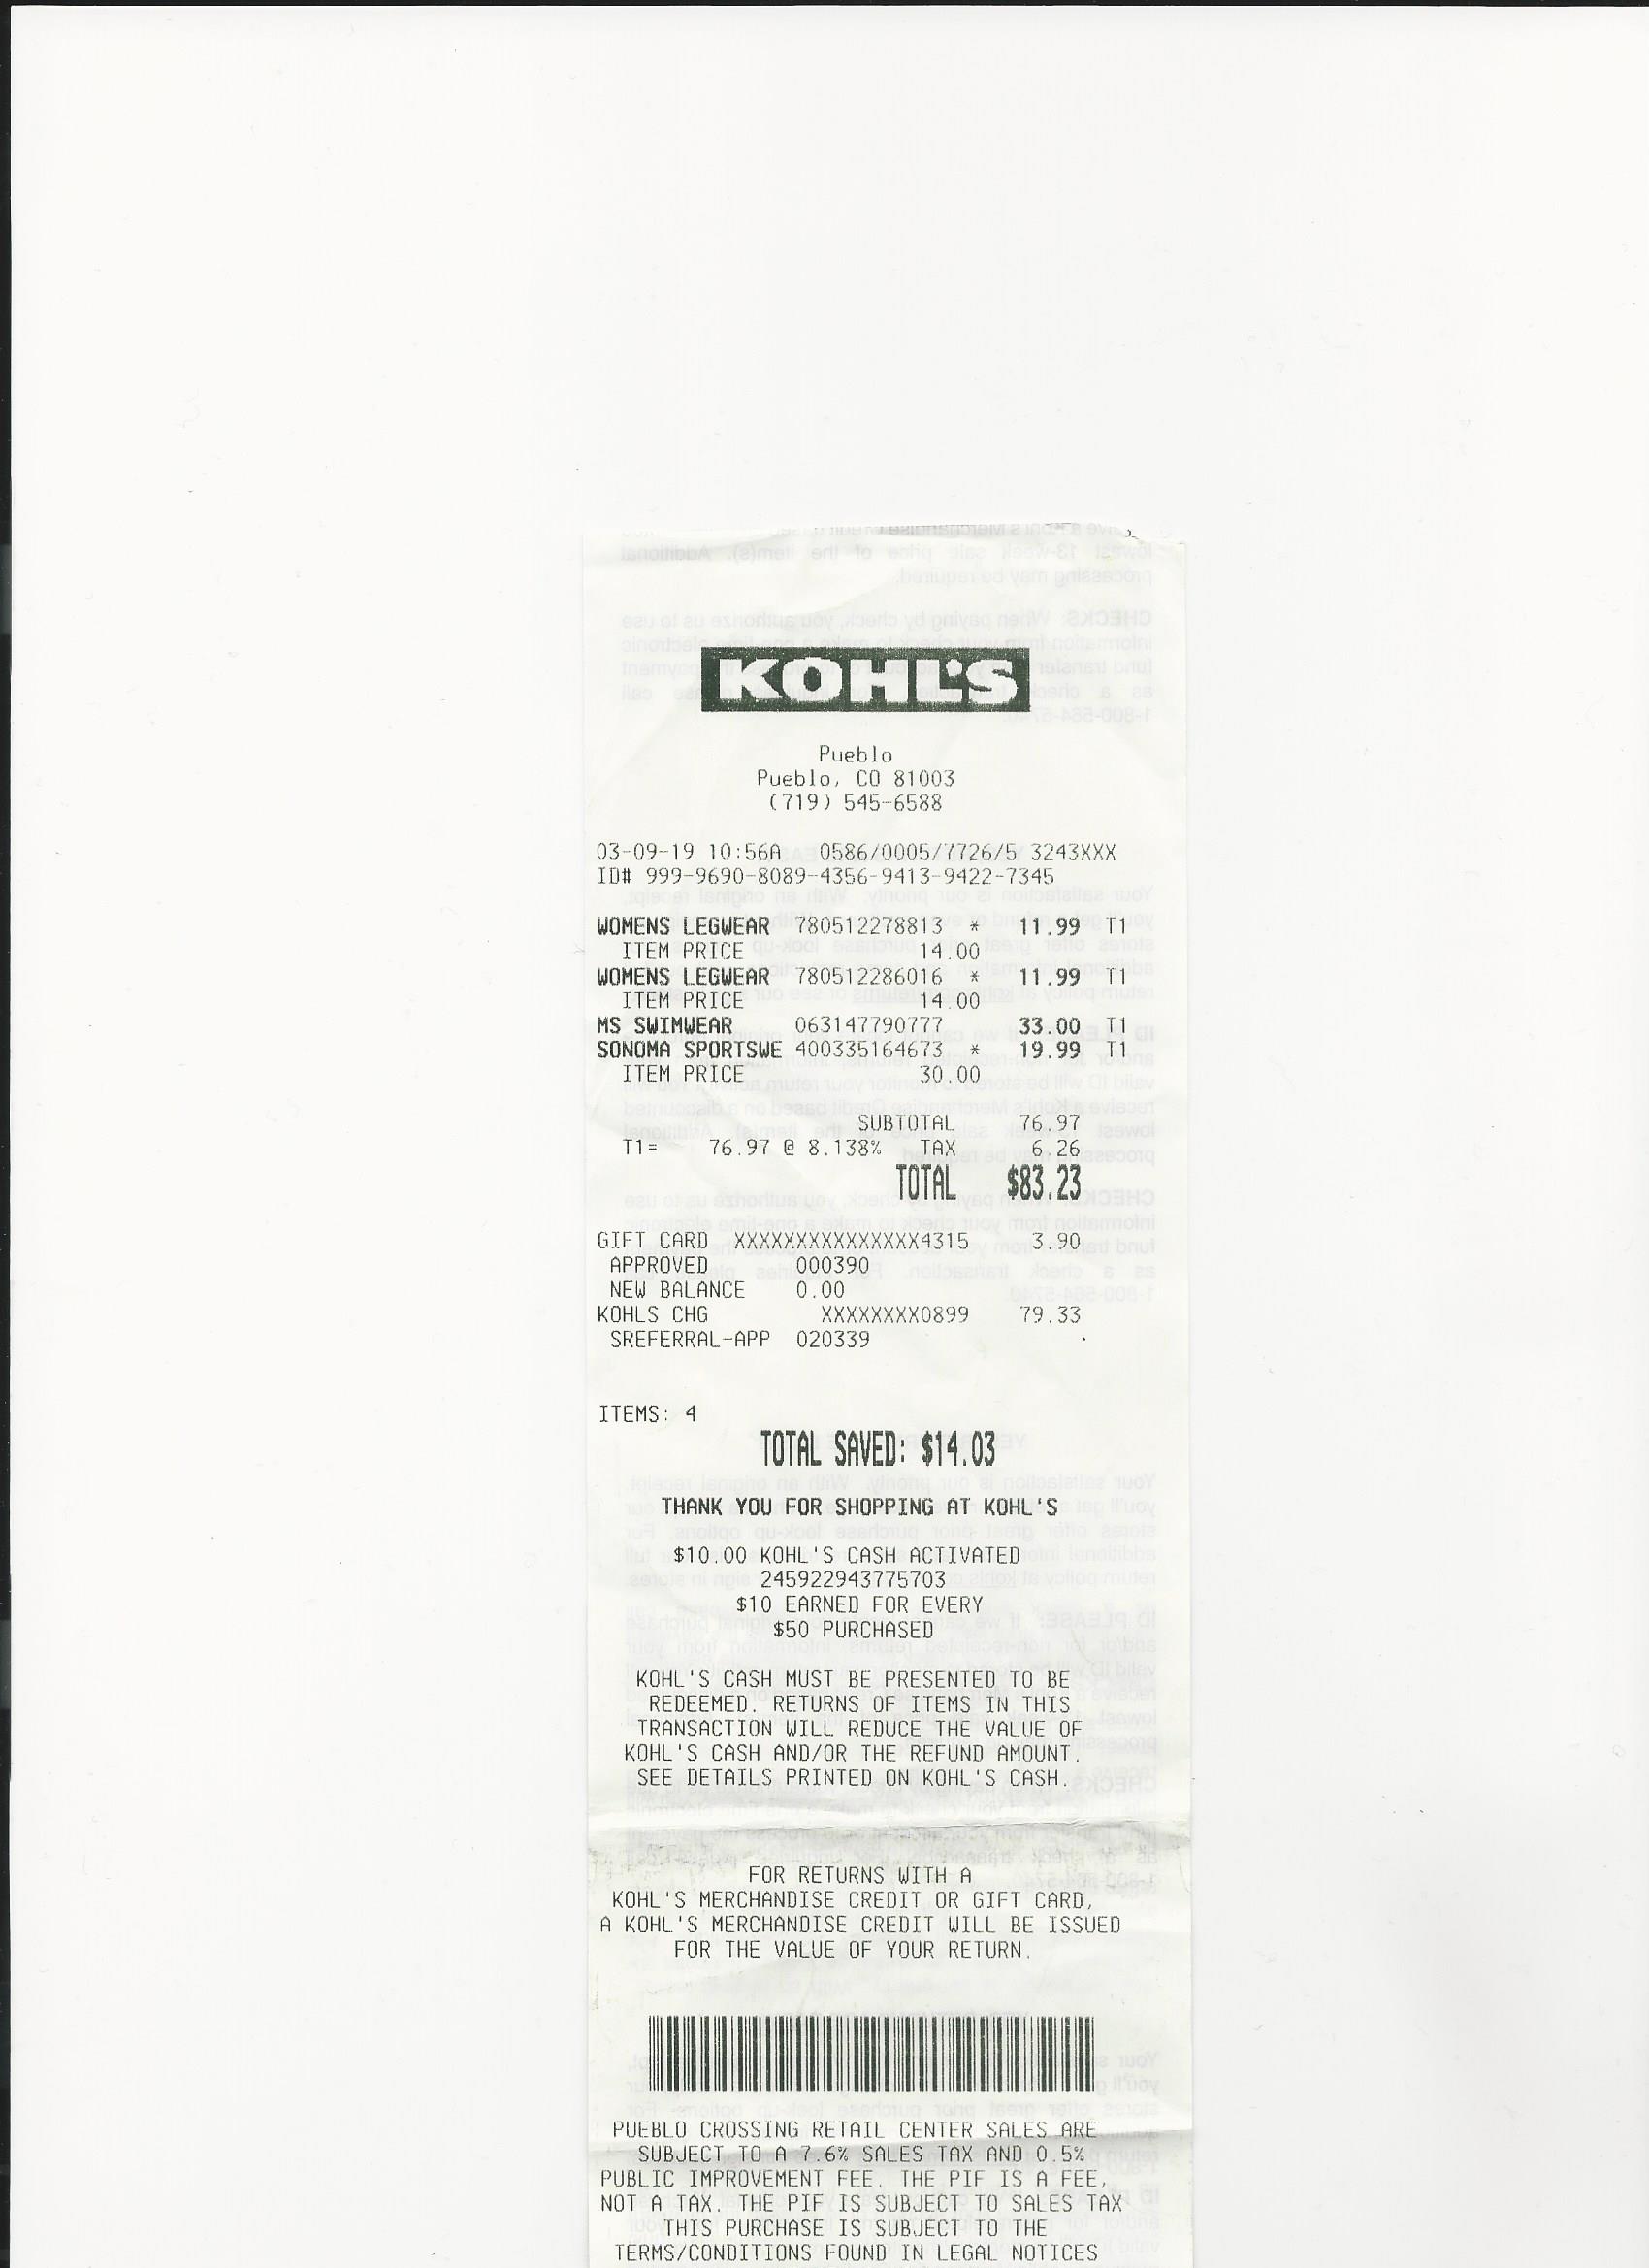 KOHL'S
Pueblo
Pueblo, CO 81003
(719) 545-6588
03-09-19 10:56A 0586/0005/7726/5 3243XXX
ID# 999-9690-8089-4356-9413-9422-7345
WOMENS LEGWEAR 780512278813 * 11.99 T1
ITEM PRICE 14.00
WOMENS LEGWEAR 780512286016 * 11.99 T1
ITEM PRICE 14.00
MS SWIMWEAR 063147790777 33.00 T1
SONOMA SPORTSWE 400335164673 * 19.99 T1
ITEM PRICE 30.00
SUBTOTAL 76.97
T1= 76.97 @ 8.138% TAX 6.26
TOTAL $83.23
GIFT CARD XXXXXXXXXXXXXXX4315 3.90
APPROVED 000390
NEW BALANCE 0.00
KOHLS CHG XXXXXXXX0899 79.33
SREFERRAL-APP 020339
ITEMS: 4
TOTAL SAVED: $14.03
THANK YOU FOR SHOPPING AT KOHL'S
$10.00 KOHL'S CASH ACTIVATED
245922943775703
$10 EARNED FOR EVERY
$50 PURCHASED
KOHL'S CASH MUST BE PRESENTED TO BE
REDEEMED. RETURNS OF ITEMS IN THIS
TRANSACTION WILL REDUCE THE VALUE OF
KOHL'S CASH AND/OR THE REFUND AMOUNT.
SEE DETAILS PRINTED ON KOHL'S CASH.
FOR RETURNS WITH A
KOHL'S MERCHANDISE CREDIT OR GIFT CARD,
A KOHL'S MERCHANDISE CREDIT WILL BE ISSUED
FOR THE VALUE OF YOUR RETURN.
PUEBLO CROSSING RETAIL CENTER SALES ARE
SUBJECT TO A 7.6% SALES TAX AND 0.5%
PUBLIC IMPROVEMENT FEE. THE PIF IS A FEE,
NOT A TAX. THE PIF IS SUBJECT TO SALES TAX
THIS PURCHASE IS SUBJECT TO THE
TERMS/CONDITIONS FOUND IN LEGAL NOTICES